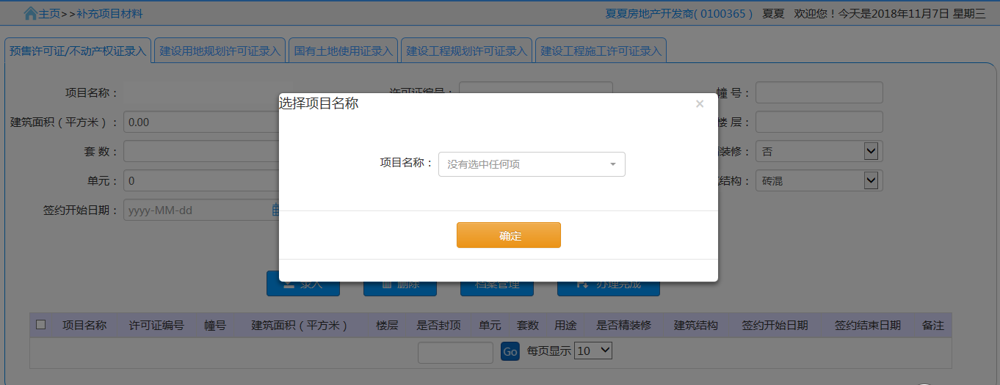 主页>>补充项目材料
夏夏房地产开发商( 0100365 ) 夏夏 欢迎您！今天是2018年11月7日 星期三
预售许可证/不动产权证录入 建设用地规划许可证录入 国有土地使用证录入 建设工程规划许可证录入 建设工程施工许可证录入
项目名称： 许可证编号： 幢 号：
选择项目名称 ×
建筑面积（平方米）： 0.00 楼 层：
套 数： 装修： 否
项目名称： 没有选中任何项
单元： 0 结构： 砖混
签约开始日期： yyyy-MM-dd
确定
录入 删除 档案管理 办理完成
项目名称 许可证编号 幢号 建筑面积（平方米） 楼层 是否封顶 单元 套数 用途 是否精装修 建筑结构 签约开始日期 签约结束日期 备注
Go 每页显示 10